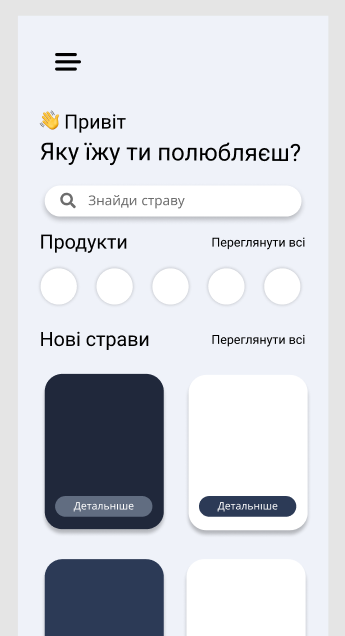 👋 Привіт
Яку їжу ти полюбляєш?
Знайди страву
Продукти Переглянути всі
Нові страви Переглянути всі
Детальніше Детальніше